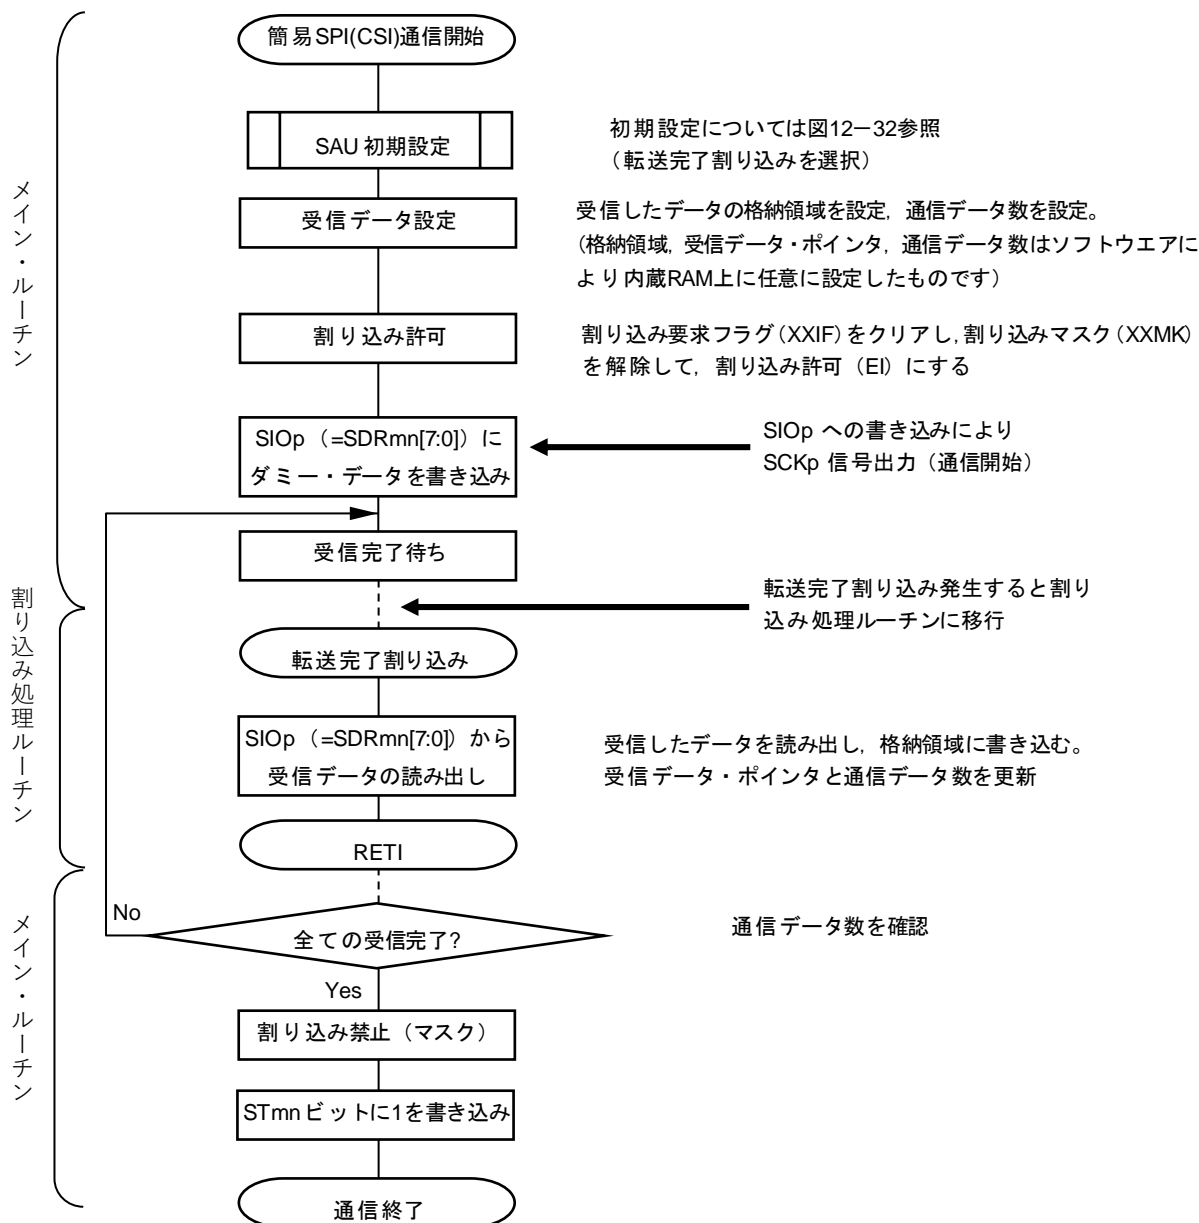 簡易SPI(CSI)通信開始
SAU 初期設定
初期設定については図12－32参照
（転送完了割り込みを選択）
受信データ設定
受信したデータの格納領域を設定，通信データ数を設定。
（格納領域，受信データ・ポインタ，通信データ数はソフトウエアに
より内蔵RAM上に任意に設定したものです）
割り込み許可
割り込み要求フラグ（XXIF）をクリアし，割り込みマスク（XXMK）
を解除して，割り込み許可（EI）にする
メイン・ルーチン
SIOp（=SDRmn[7:0]）に
ダミー・データを書き込み
SIOp への書き込みにより
SCKp 信号出力（通信開始）
受信完了待ち
転送完了割り込み発生すると割り
込み処理ルーチンに移行
転送完了割り込み
割り込み処理ルーチン
SIOp（=SDRmn[7:0]）から
受信データの読み出し
受信したデータを読み出し，格納領域に書き込む。
受信データ・ポインタと通信データ数を更新
RETI
No
全ての受信完了?
通信データ数を確認
Yes
メイン・ルーチン
割り込み禁止（マスク）
STmn ビットに1を書き込み
通信終了